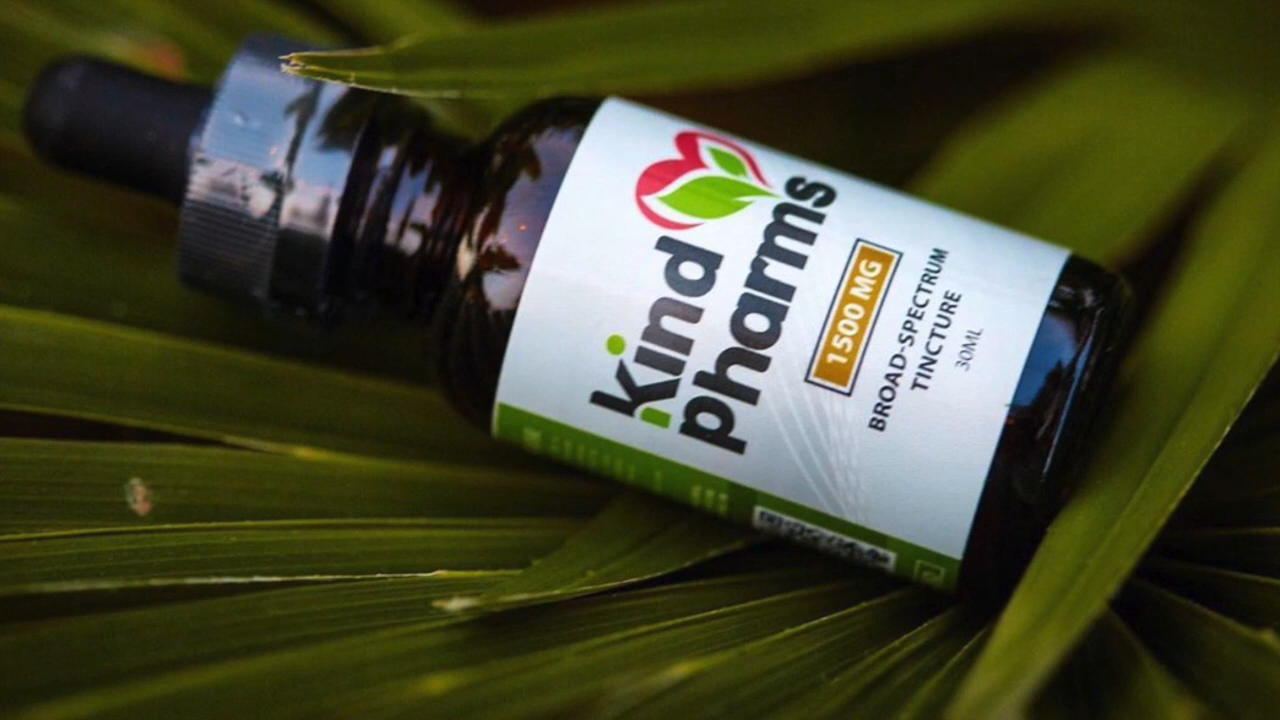 kind
pharms
1500 MG
BROAD-SPECTRUM
TINCTURE
30ML